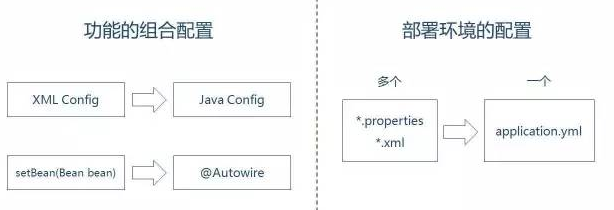 功能的组合配置
XML Config
Java Config
setBean(Bean bean)
@Autowire
部署环境的配置
多个
一个
*.properties
*.xml
application.yml